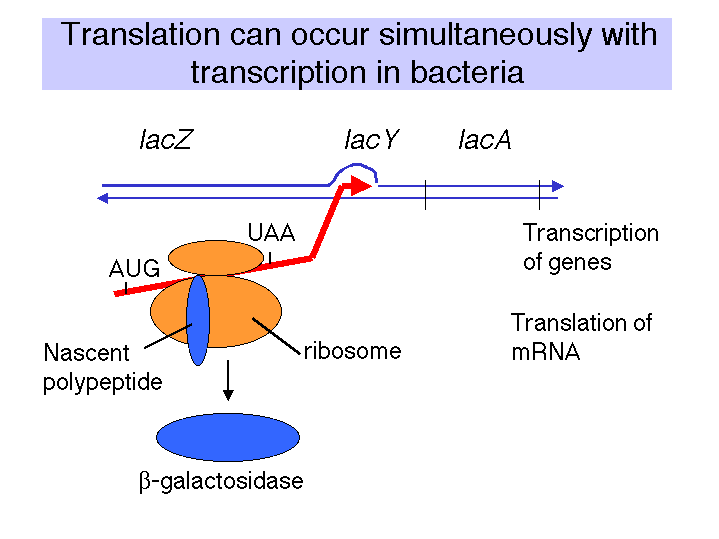 Translation can occur simultaneously with
transcription in bacteria
lacZ lacY lacA
UAA
AUG
Transcription
of genes
Translation of
mRNA
Nascent
polypeptide
ribosome
β-galactosidase